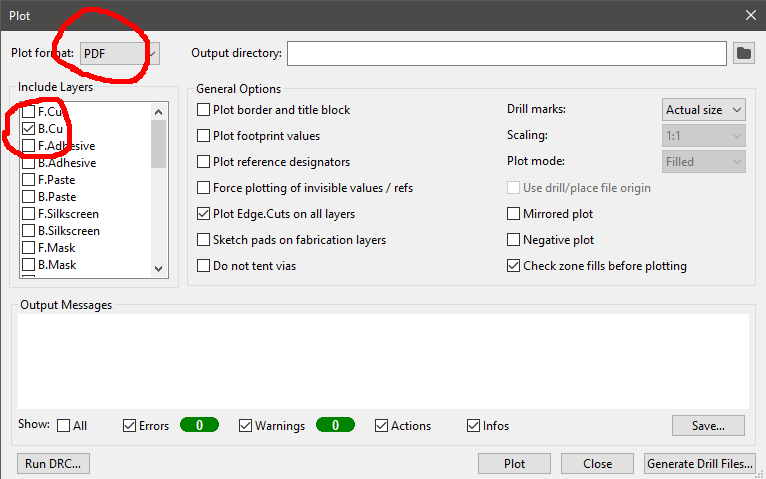 Plot
Plot format: PDF
Output directory:
Include Layers
F.Cu
B.Cu
F.Adhesive
B.Adhesive
F.Paste
B.Paste
F.Silkscreen
B.Silkscreen
F.Mask
B.Mask
General Options
Plot border and title block
Plot footprint values
Plot reference designators
Force plotting of invisible values / refs
Plot Edge.Cuts on all layers
Sketch pads on fabrication layers
Do not tent vias
Drill marks: Actual size
Scaling: 1:1
Plot mode: Filled
Use drill/place file origin
Mirrored plot
Negative plot
Check zone fills before plotting
Output Messages
Show: All Errors 0 Warnings 0 Actions Infos Save...
Run DRC... Plot Close Generate Drill Files...